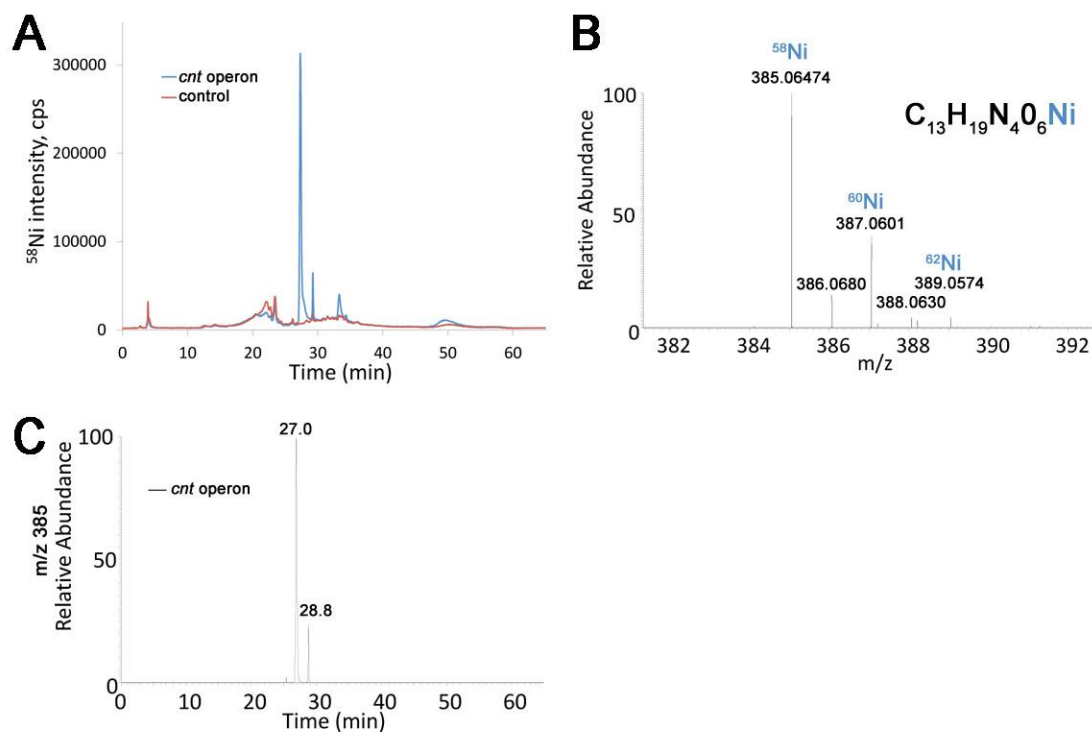 A
300000
200000
100000
0
⁵⁸Ni intensity, cps
cnt operon
control
0 10 20 30 40 50 60
Time (min)
B
100
50
0
Relative Abundance
⁵⁸Ni
385.06474
C₁₃H₁₉N₄0₆Ni
⁶⁰Ni
387.0601
⁶²Ni
389.0574
386.0680
388.0630
382 384 386 388 390 392
m/z
C
100
50
0
m/z 385
Relative Abundance
27.0
cnt operon
28.8
0 10 20 30 40 50 60
Time (min)